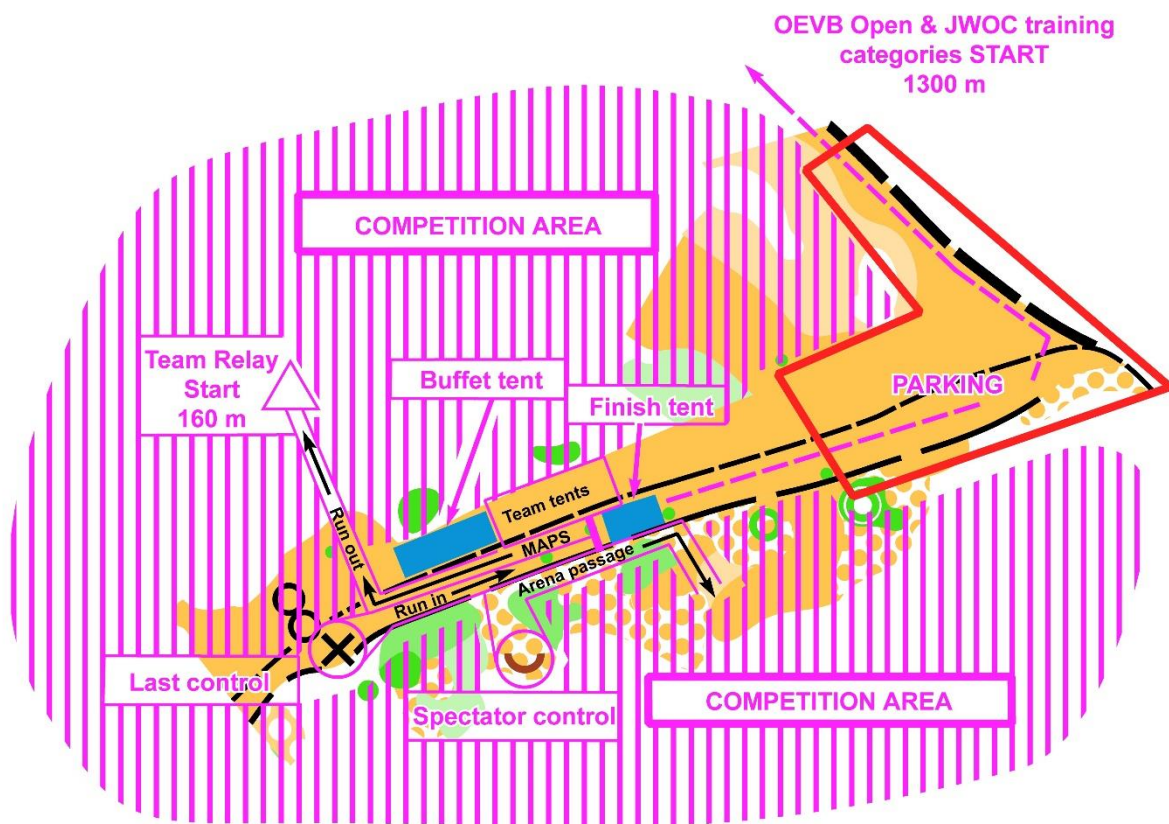 OEVB Open & JWOC training
categories START
1300 m
COMPETITION AREA
Team Relay
Start
160 m
Buffet tent
Finish tent
PARKING
Team tents
Run out
MAPS
Arena passage
Run in
Last control
Spectator control
COMPETITION AREA